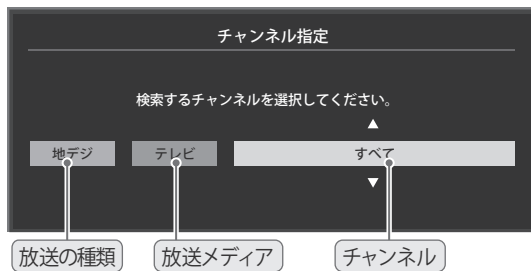 チャンネル指定
検索するチャンネルを選択してください。
▲
地デジ テレビ すべて
▼
放送の種類 放送メディア チャンネル